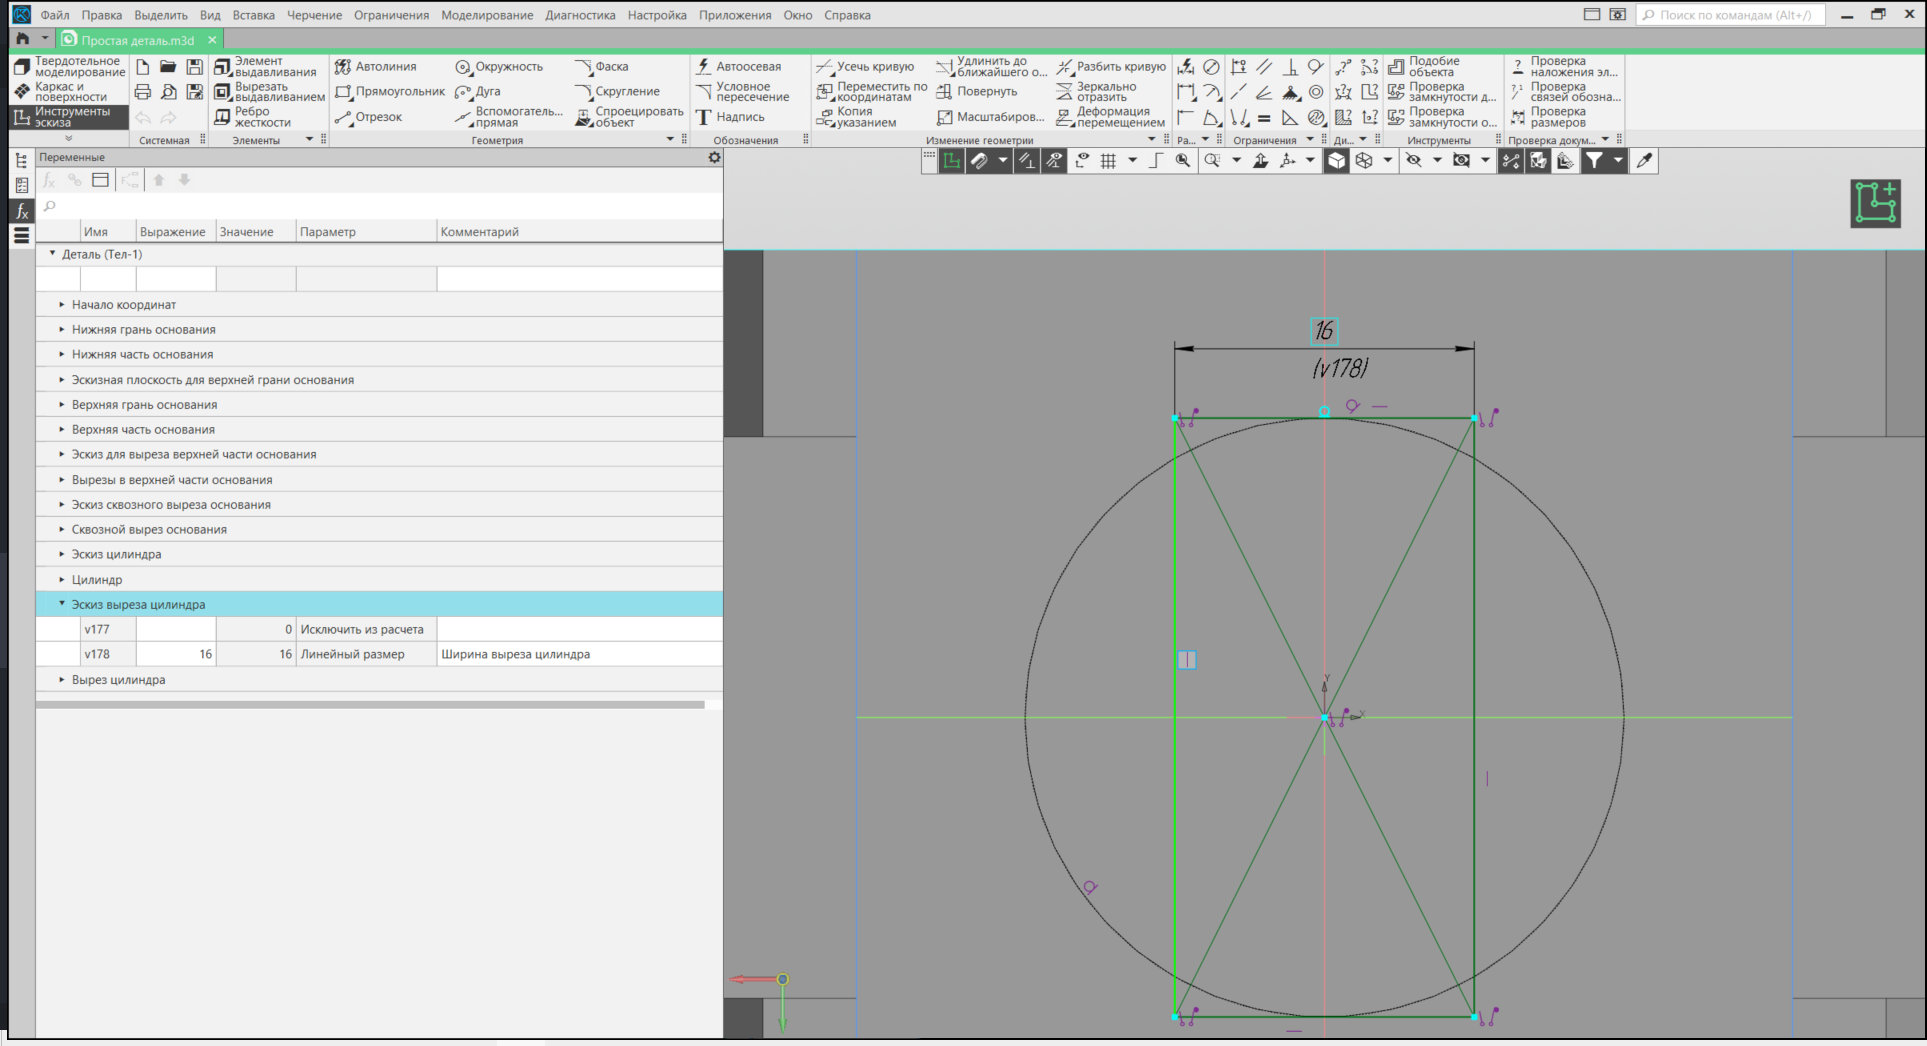 Файл Правка Выделить Вид Вставка Черчение Ограничения Моделирование Диагностика Настройка Приложения Окно Справка
Поиск по командам (Alt+/)
Простая деталь.m3d
Твердотельное моделирование
Каркас и поверхности
Инструменты эскиза
Системная
Элемент выдавливания
Вырезать выдавливанием
Ребро жесткости
Элементы
Автолиния
Прямоугольник
Отрезок
Окружность
Дуга
Вспомогатель... прямая
Фаска
Скругление
Спроецировать объект
Геометрия
Автоосевая
Условное пересечение
Надпись
Обозначения
Усечь кривую
Переместить по координатам
Копия указанием
Удлинить до ближайшего о...
Повернуть
Масштабиров...
Разбить кривую
Зеркально отразить
Деформация перемещением
Изменение геометрии
Ра...
Ограничения
Ди...
Подобие объекта
Проверка замкнутости д...
Проверка замкнутости о...
Инструменты
Проверка наложения эл...
Проверка связей обозна...
Проверка размеров
Проверка докум...
Переменные
Имя Выражение Значение Параметр Комментарий
Деталь (Тел-1)
Начало координат
Нижняя грань основания
Нижняя часть основания
Эскизная плоскость для верхней грани основания
Верхняя грань основания
Верхняя часть основания
Эскиз для выреза верхней части основания
Вырезы в верхней части основания
Эскиз сквозного выреза основания
Сквозной вырез основания
Эскиз цилиндра
Цилиндр
Эскиз выреза цилиндра
v177 0 Исключить из расчета
v178 16 16 Линейный размер Ширина выреза цилиндра
Вырез цилиндра
16
(v178)
Y
X